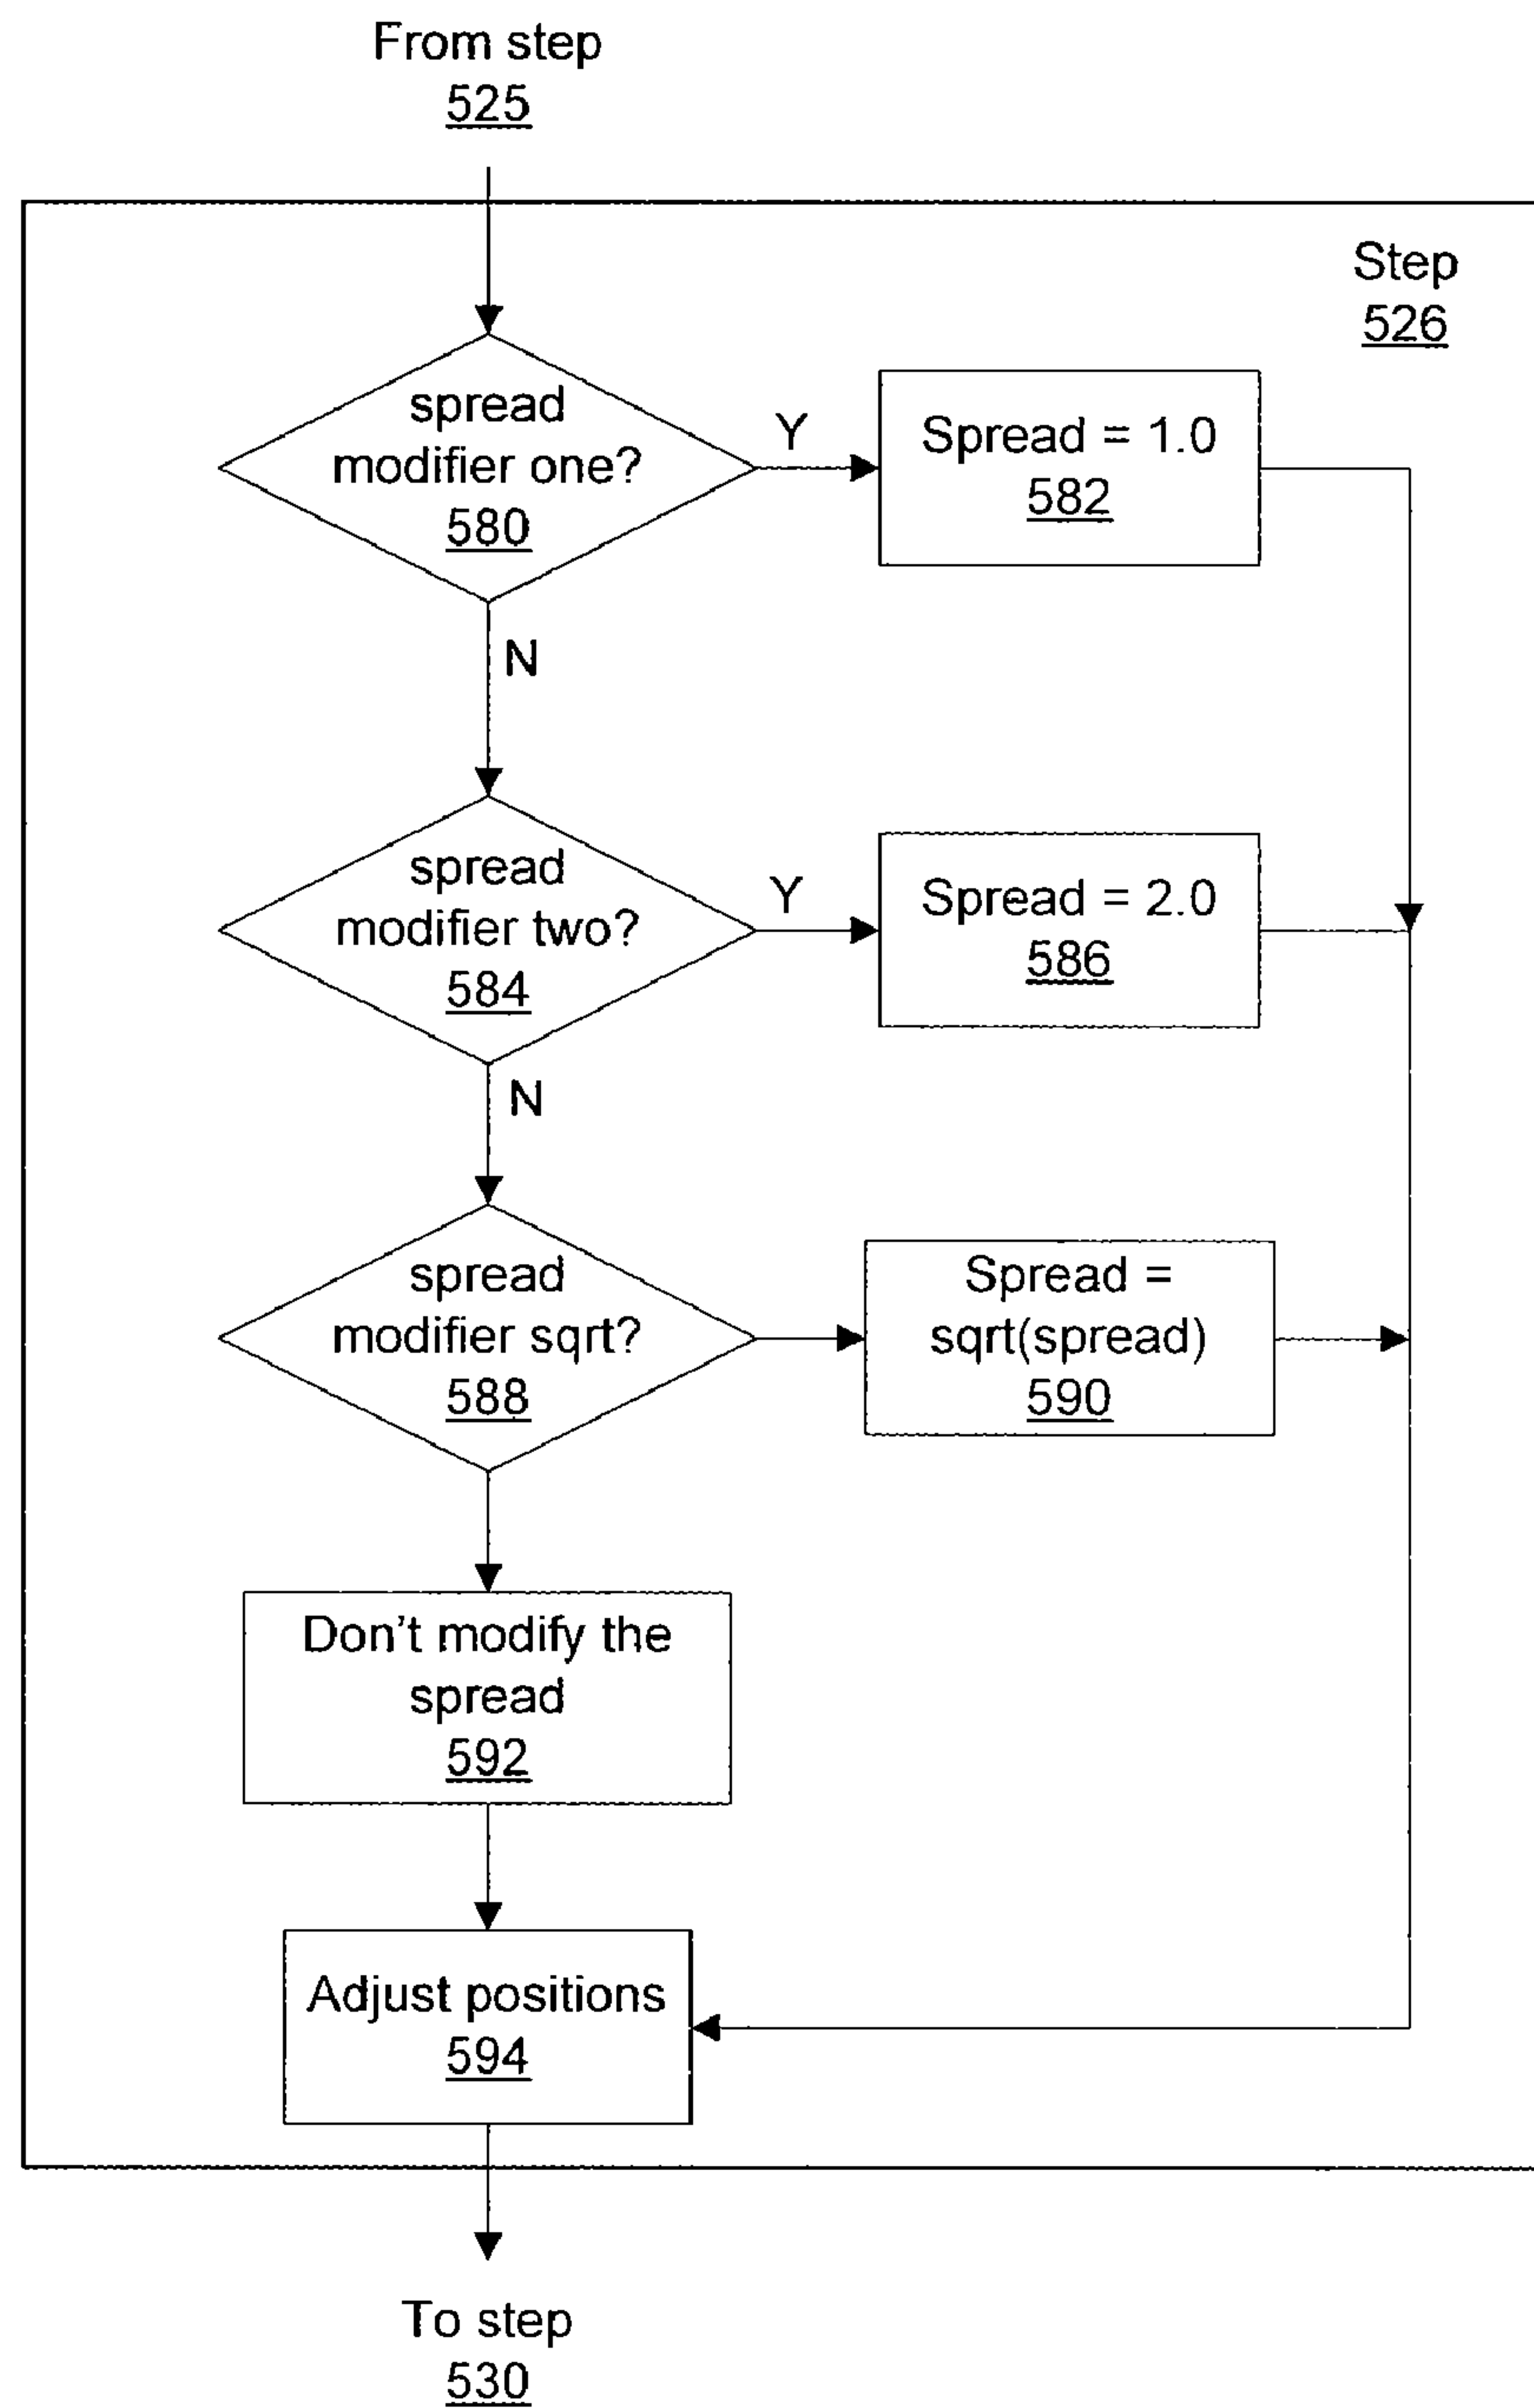 From step
525
Step
526
spread
modifier one?
580
Y
Spread = 1.0
582
N
spread
modifier two?
584
Y
Spread = 2.0
586
N
spread
modifier sqrt?
588
Spread =
sqrt(spread)
590
Don't modify the
spread
592
Adjust positions
594
To step
530